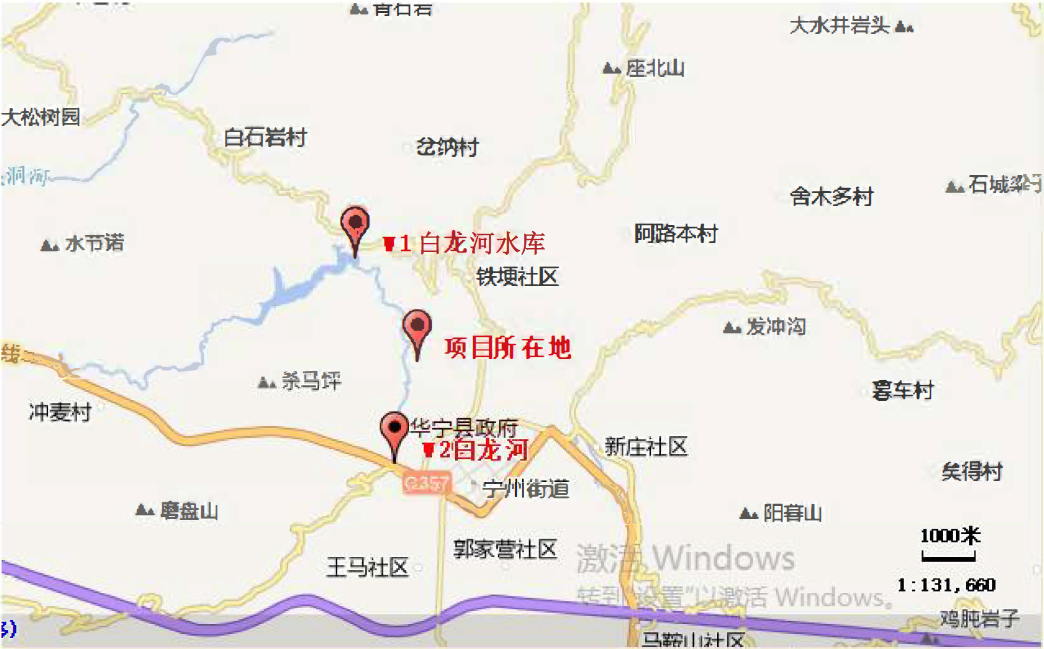 青石岩
大水井岩头
座北山
大松树园
白石岩村
岔纳村
洞河
舍木多村
石城梁子
水节诺
阿路本村
1白龙河水库
铁埂社区
发冲沟
项目所在地
线
杀马坪
冲麦村
华宁县政府
2白龙河
新庄社区
矣得村
G357
宁州街道
磨盘山
阳暮山
1000米
郭家营社区
激活 Windows
王马社区
1:131,660
转到"设置"以激活 Windows。
鸡肫岩子
马鞍山社区